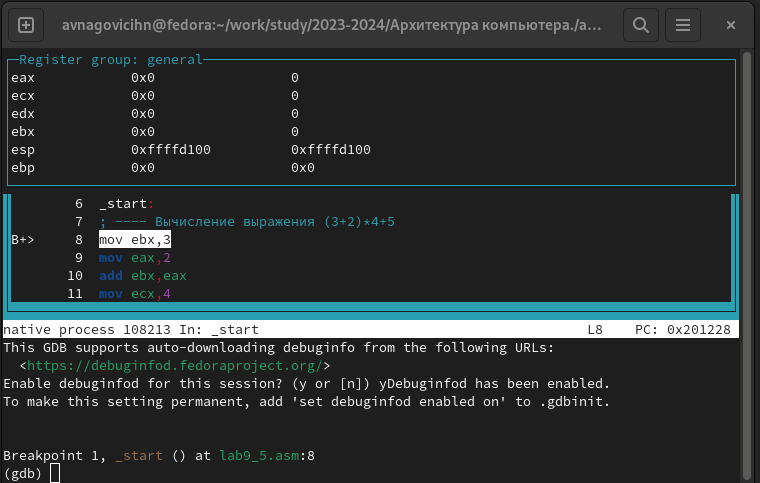 avnagovicihn@fedora:~/work/study/2023-2024/Архитектура компьютера./a...
Register group: general
eax 0x0 0
ecx 0x0 0
edx 0x0 0
ebx 0x0 0
esp 0xffffd100 0xffffd100
ebp 0x0 0x0
6 _start:
7 ; ---- Вычисление выражения (3+2)*4+5
B+> 8 mov ebx,3
9 mov eax,2
10 add ebx,eax
11 mov ecx,4
native process 108213 In: _start L8 PC: 0x201228
This GDB supports auto-downloading debuginfo from the following URLs:
<https://debuginfod.fedoraproject.org/>
Enable debuginfod for this session? (y or [n]) yDebuginfod has been enabled.
To make this setting permanent, add 'set debuginfod enabled on' to .gdbinit.
Breakpoint 1, _start () at lab9_5.asm:8
(gdb)